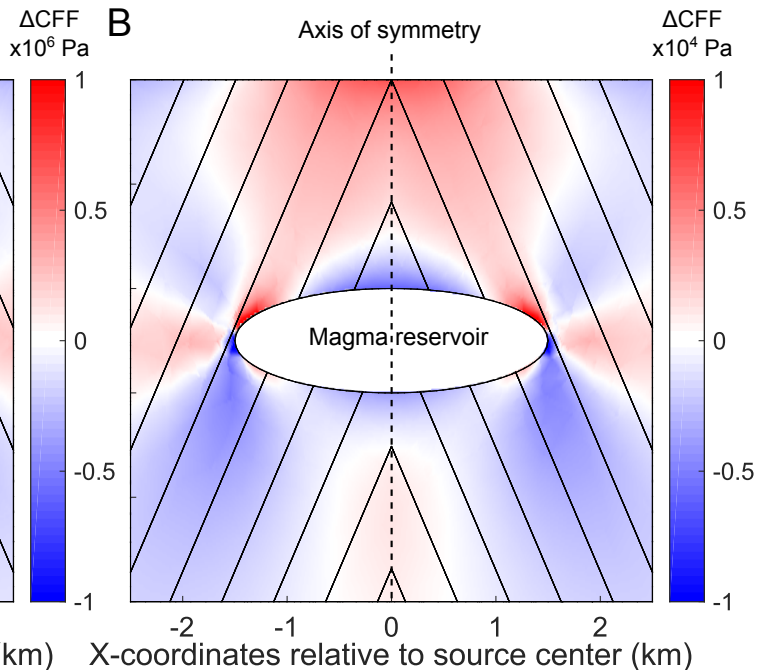 ΔCFF
x10⁶ Pa
1
0.5
0
-0.5
-1
(km)
B
Axis of symmetry
Magma reservoir
-2 -1 0 1 2
X-coordinates relative to source center (km)
ΔCFF
x10⁴ Pa
1
0.5
0
-0.5
-1